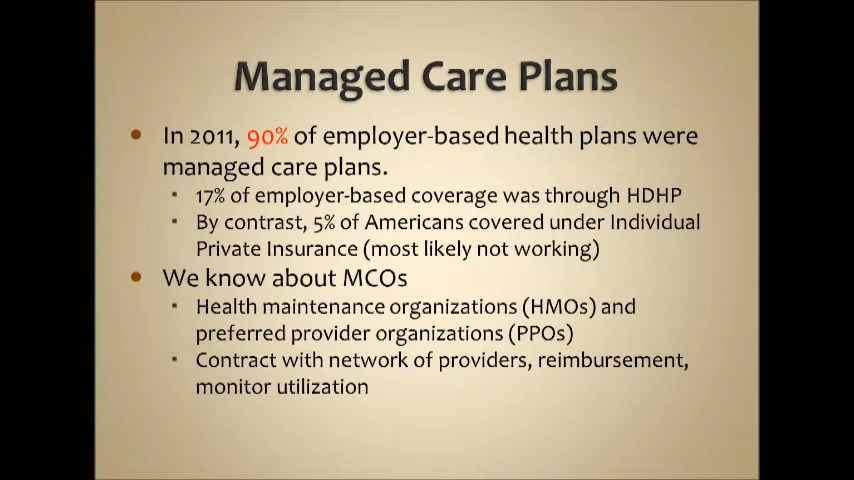 Managed Care Plans
• In 2011, 90% of employer-based health plans were
managed care plans.
▪ 17% of employer-based coverage was through HDHP
▪ By contrast, 5% of Americans covered under Individual
Private Insurance (most likely not working)
• We know about MCOs
▪ Health maintenance organizations (HMOs) and
preferred provider organizations (PPOs)
▪ Contract with network of providers, reimbursement,
monitor utilization